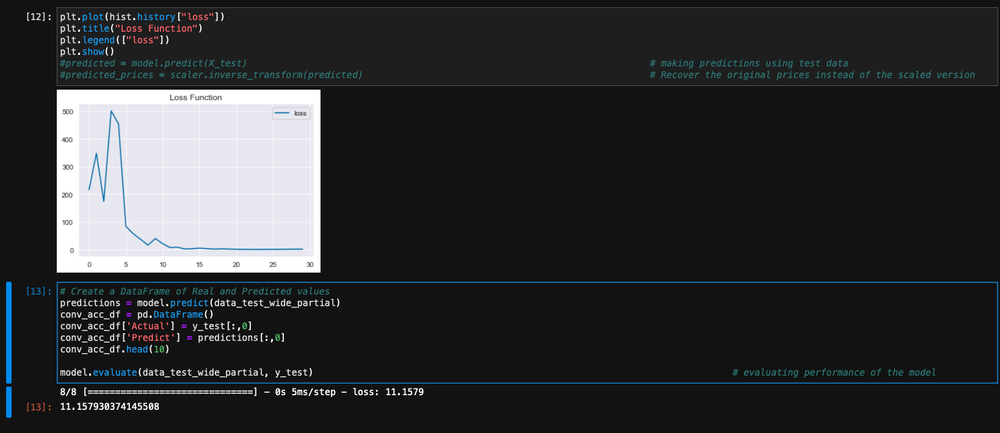 [12]: plt.plot(hist.history["loss"])
plt.title("Loss Function")
plt.legend(["loss"])
plt.show()
#predicted = model.predict(X_test) # making predictions using test data
#predicted_prices = scaler.inverse_transform(predicted) # Recover the original prices instead of the scaled version
Loss Function
loss
500
400
300
200
100
0
0 5 10 15 20 25 30
[13]: # Create a DataFrame of Real and Predicted values
predictions = model.predict(data_test_wide_partial)
conv_acc_df = pd.DataFrame()
conv_acc_df['Actual'] = y_test[:,0]
conv_acc_df['Predict'] = predictions[:,0]
conv_acc_df.head(10)
model.evaluate(data_test_wide_partial, y_test) # evaluating performance of the model
8/8 [==============================] - 0s 5ms/step - loss: 11.1579
[13]: 11.157930374145508